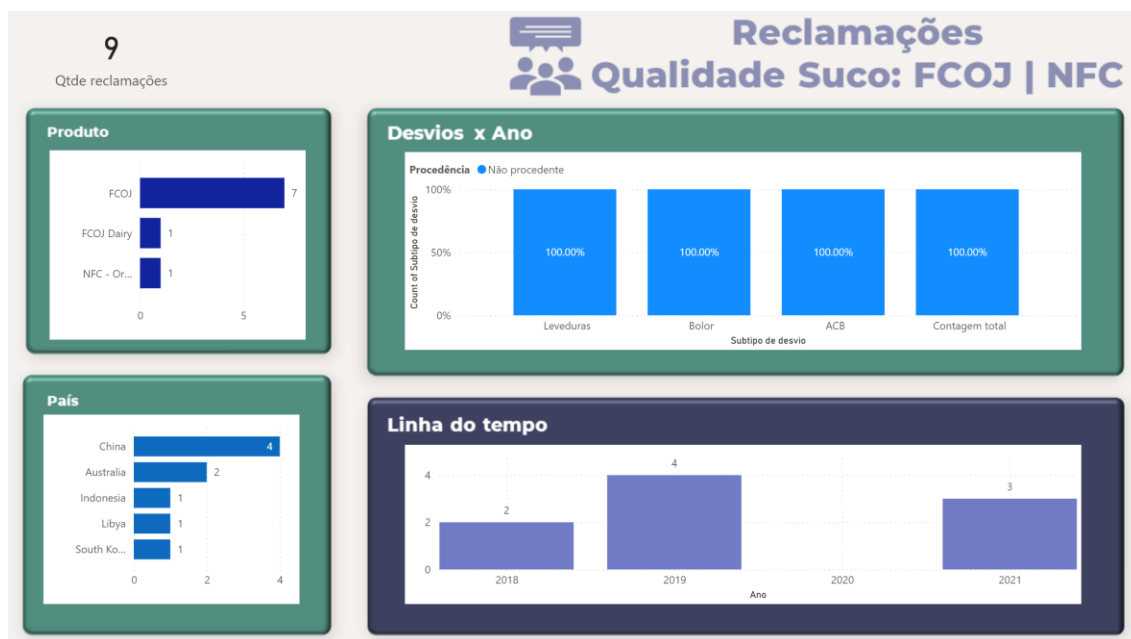 9
Qtde reclamações
Reclamações
Qualidade Suco: FCOJ | NFC
Produto
FCOJ
7
FCOJ Dairy
1
NFC - Or...
1
0
5
Desvios x Ano
Procedência Não procedente
Count of Subtipo de desvio
100%
50%
0%
100.00%
100.00%
100.00%
100.00%
Leveduras
Bolor
ACB
Contagem total
Subtipo de desvio
País
China
4
Australia
2
Indonesia
1
Libya
1
South Ko...
1
0
2
4
Linha do tempo
4
2
0
2
4
3
2018
2019
2020
2021
Ano